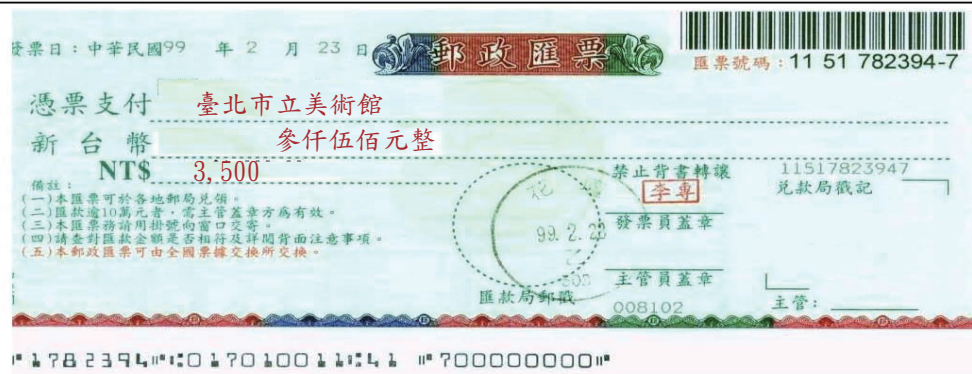 發票日：中華民國99 年 2 月 23 日
郵政匯票
匯票號碼：11 51 782394-7
憑票支付 臺北市立美術館
新台幣 參仟伍佰元整
NT$ 3,500
備註：
(一)本匯票可於各地郵局兌領。
(二)匯款逾10萬元者，需主管蓋章方為有效。
(三)本匯票務請用掛號向窗口交寄。
(四)請查對匯款金額是否相符及詳閱背面注意事項。
(五)本郵政匯票可由全國票據交換所交換。
花
99. 2. 23
匯款局郵戳
禁止背書轉讓
李專
發票員蓋章
主管員蓋章
008102
11517823947
兌款局戳記
主管：
1782394⑈⑆017010011⑆41 ⑈700000000⑈